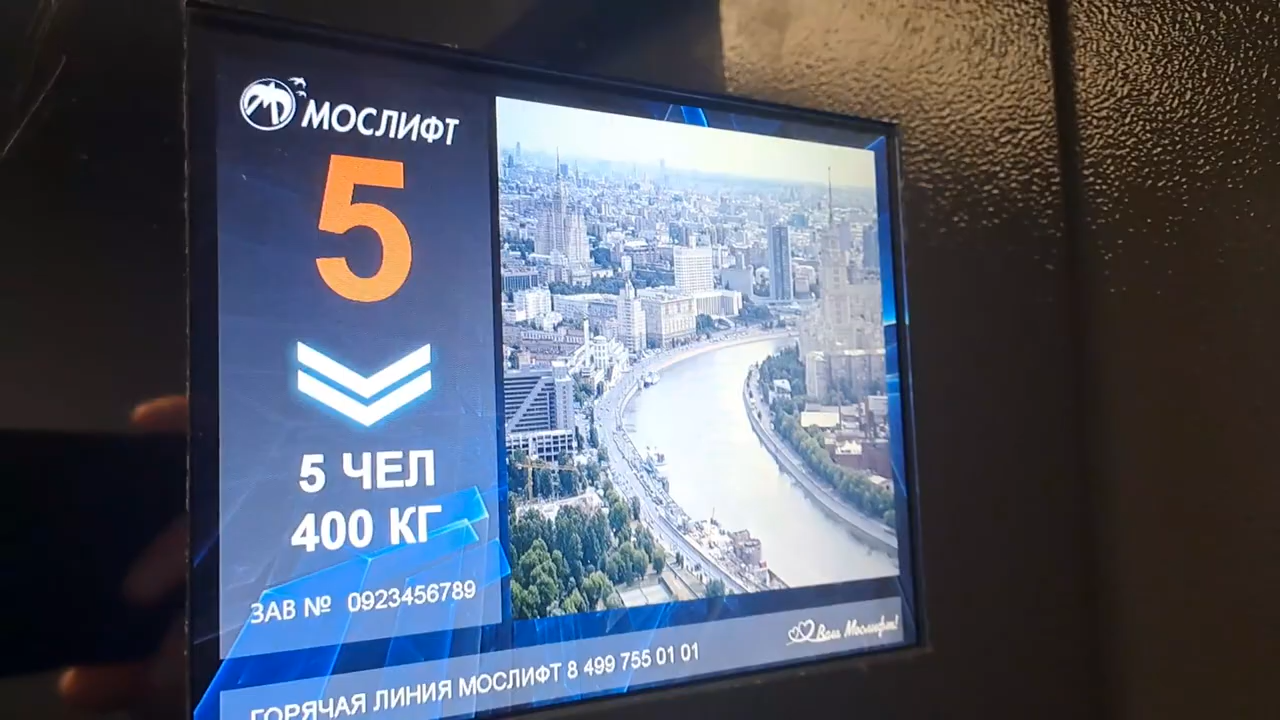 МОСЛИФТ
5
5 ЧЕЛ
400 КГ
ЗАВ № 0923456789
Ваш Мослифт!
ГОРЯЧАЯ ЛИНИЯ МОСЛИФТ 8 499 755 01 01